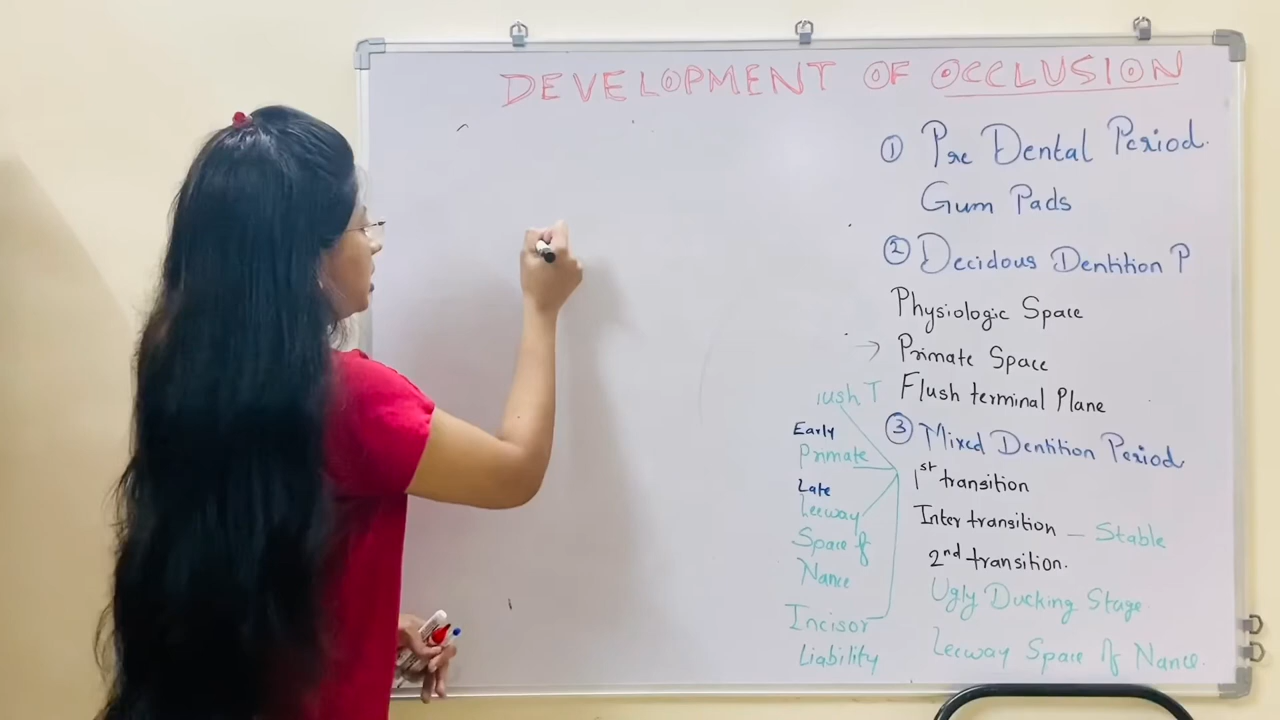 DEVELOPMENT OF OCCLUSION
① Pre Dental Period.
Gum Pads
② Decidous Dentition P
Physiologic Space
→ Primate Space
Flush terminal Plane
③ Mixed Dentition Period
1st transition
Inter transition - Stable
2nd transition.
Ugly Ducking Stage
Leeway Space of Nance.
lush T
Early
Primate
Late
Leeway
Space of
Nance
Incisor
Liability